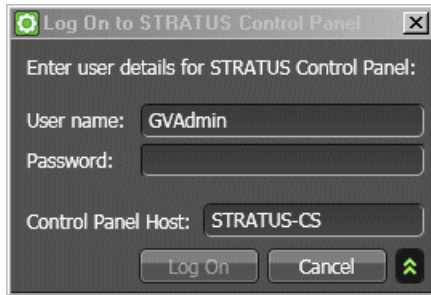 Log On to STRATUS Control Panel
Enter user details for STRATUS Control Panel:
User name: GVAdmin
Password:
Control Panel Host: STRATUS-CS
Log On Cancel